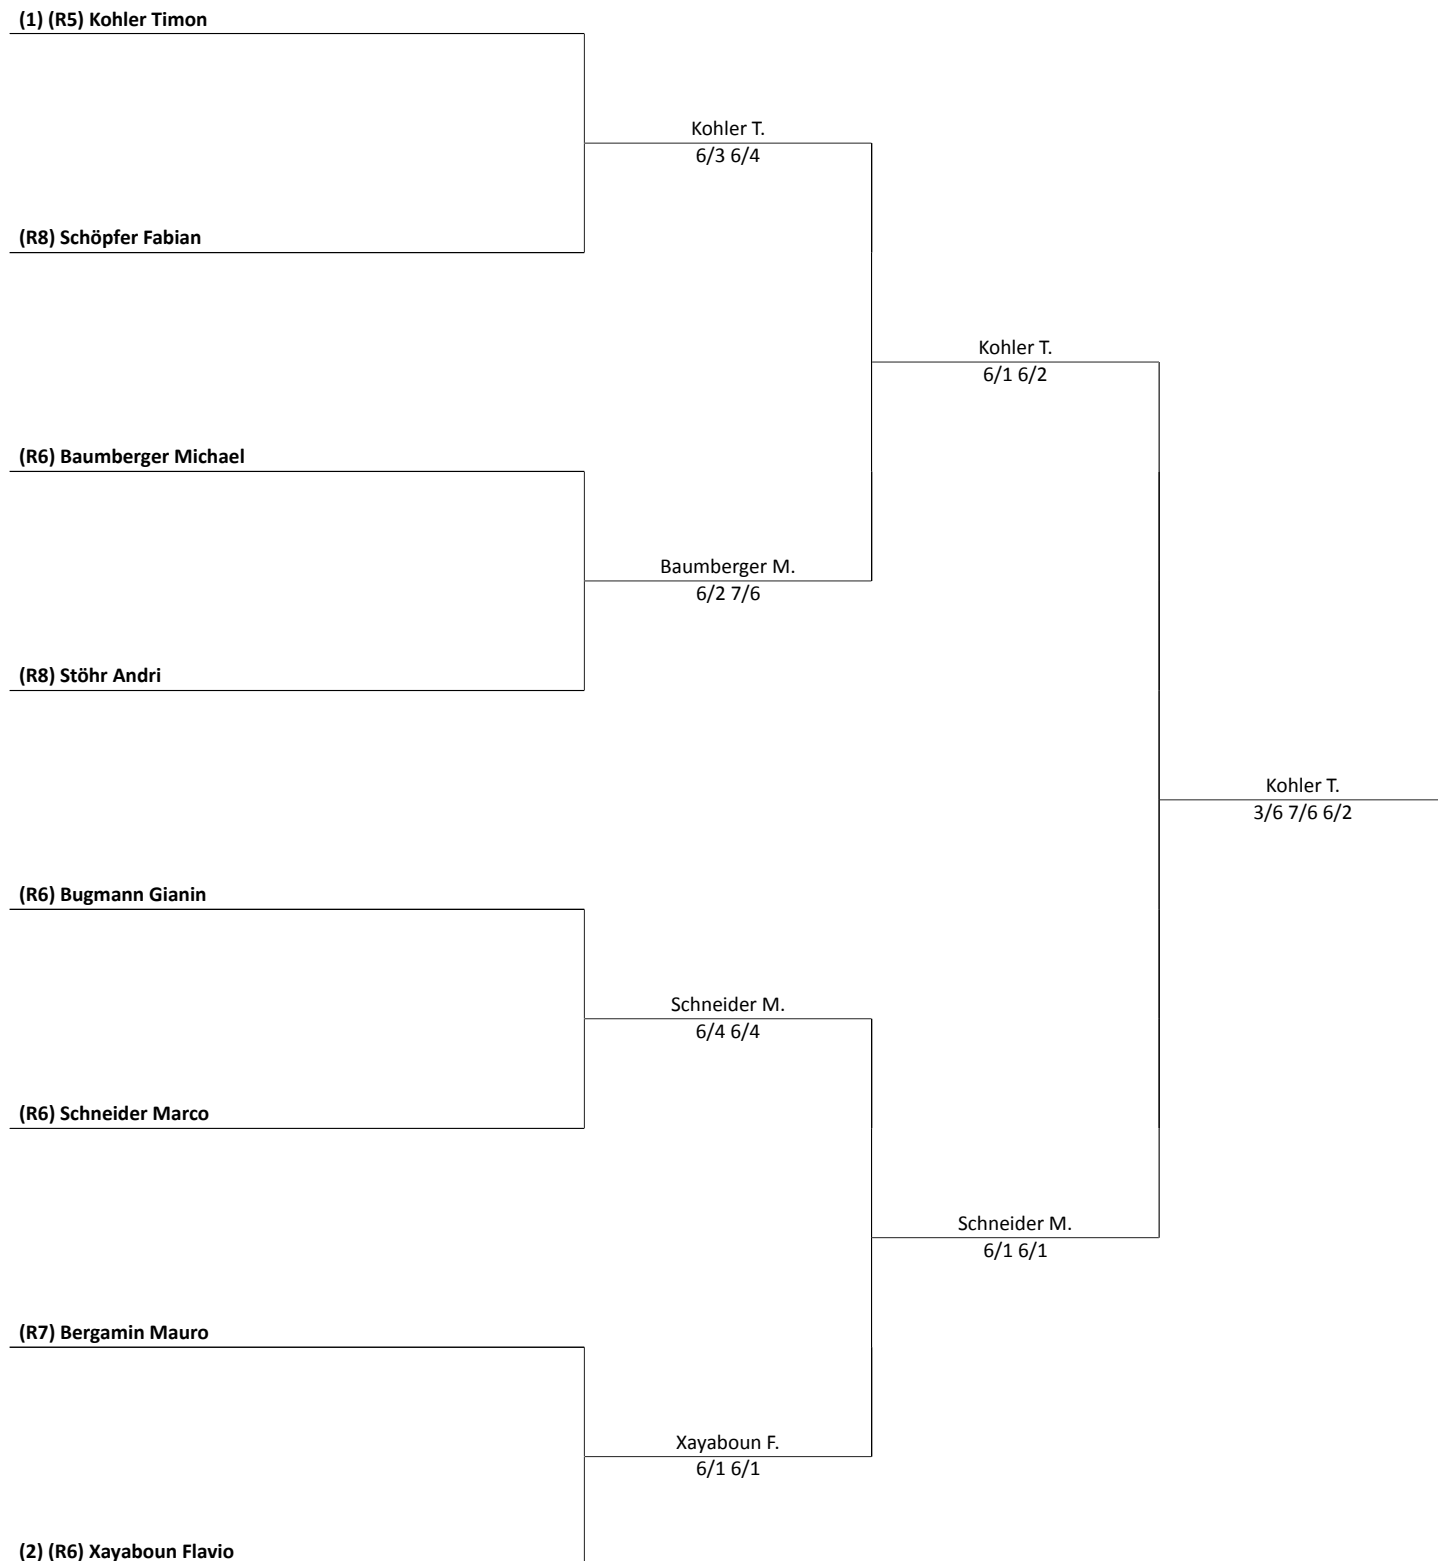 (1) (R5) Kohler Timon
Kohler T.
6/3 6/4
(R8) Schöpfer Fabian
Kohler T.
6/1 6/2
(R6) Baumberger Michael
Baumberger M.
6/2 7/6
(R8) Stöhr Andri
Kohler T.
3/6 7/6 6/2
(R6) Bugmann Gianin
Schneider M.
6/4 6/4
(R6) Schneider Marco
Schneider M.
6/1 6/1
(R7) Bergamin Mauro
Xayaboun F.
6/1 6/1
(2) (R6) Xayaboun Flavio